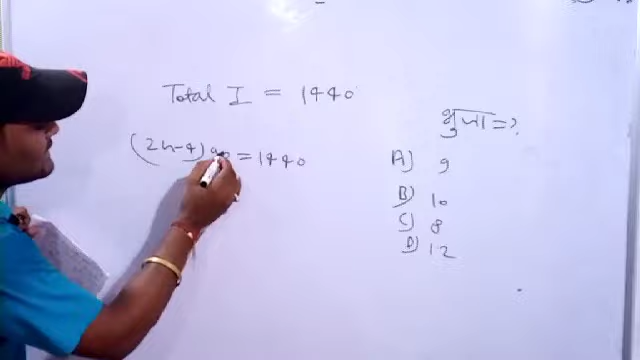 Total I = 1440
(2n-4) 90 = 1440
भुजा = ?
A) 9
B) 10
C) 8
D) 12